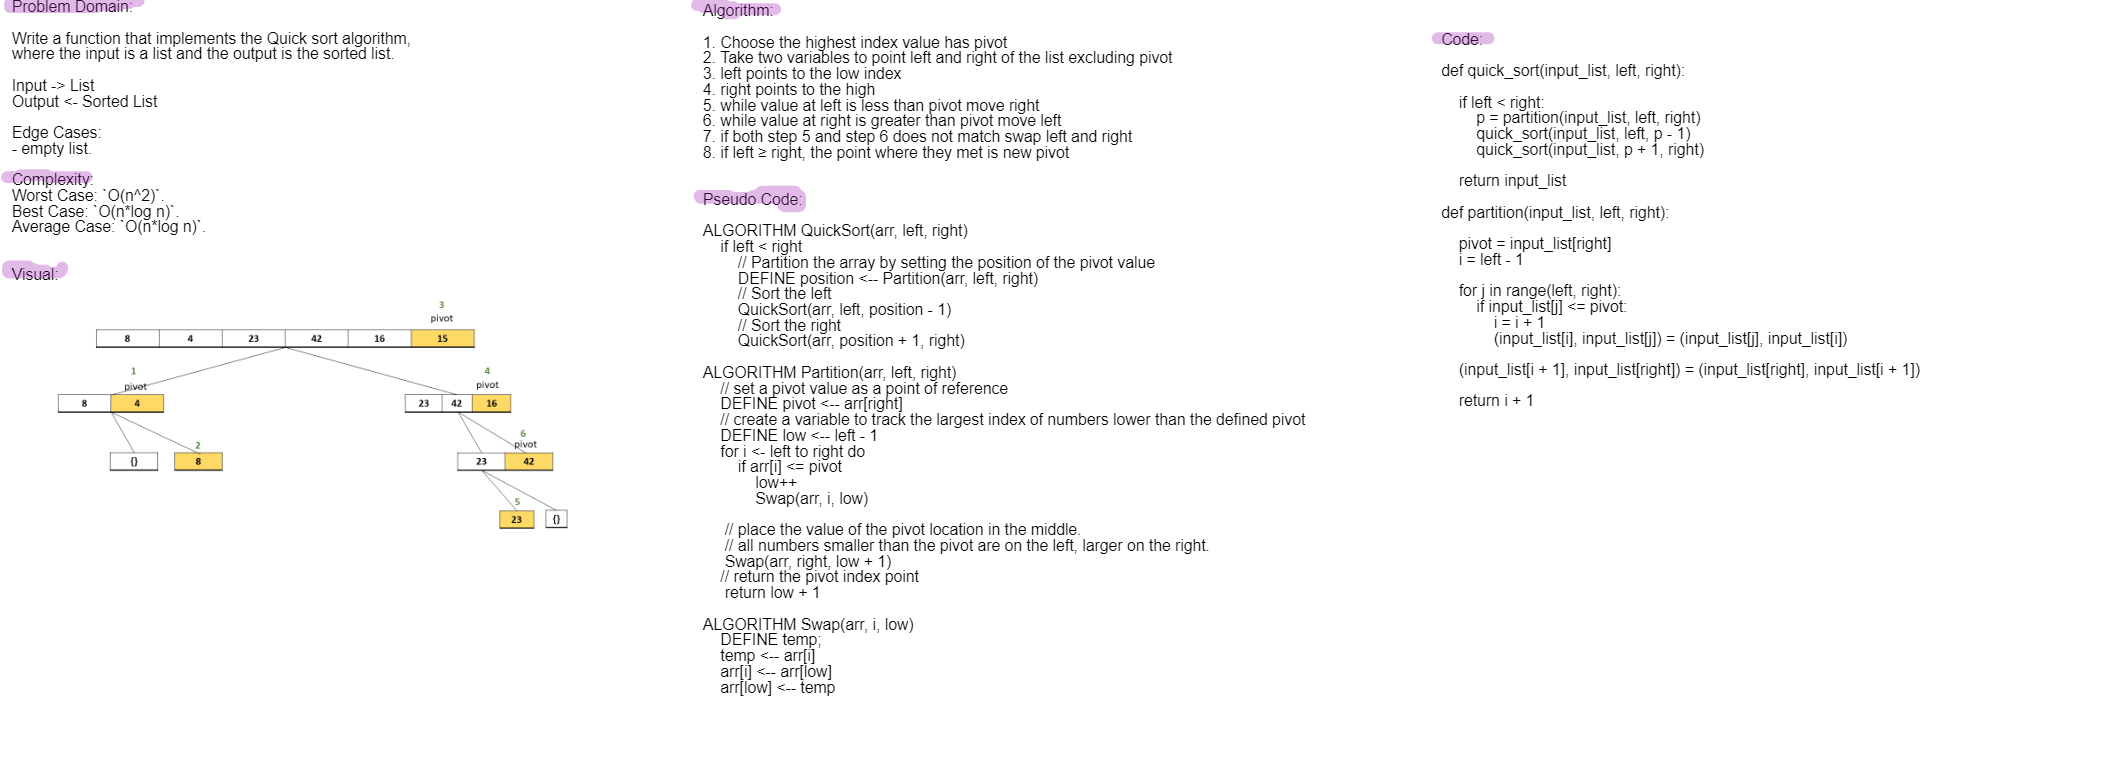 Problem Domain:
Write a function that implements the Quick sort algorithm,
where the input is a list and the output is the sorted list.
Input -> List
Output <- Sorted List
Edge Cases:
- empty list.
Complexity:
Worst Case: `O(n^2)`.
Best Case: `O(n*log n)`.
Average Case: `O(n*log n)`.
Visual:
3
pivot
8 4 23 42 16 15
1
pivot
8 4
4
pivot
23 42 16
2
{} 8
6
pivot
23 42
5
23 {}
Algorithm:
1. Choose the highest index value has pivot
2. Take two variables to point left and right of the list excluding pivot
3. left points to the low index
4. right points to the high
5. while value at left is less than pivot move right
6. while value at right is greater than pivot move left
7. if both step 5 and step 6 does not match swap left and right
8. if left ≥ right, the point where they met is new pivot
Pseudo Code:
ALGORITHM QuickSort(arr, left, right)
if left < right
// Partition the array by setting the position of the pivot value
DEFINE position <-- Partition(arr, left, right)
// Sort the left
QuickSort(arr, left, position - 1)
// Sort the right
QuickSort(arr, position + 1, right)
ALGORITHM Partition(arr, left, right)
// set a pivot value as a point of reference
DEFINE pivot <-- arr[right]
// create a variable to track the largest index of numbers lower than the defined pivot
DEFINE low <-- left - 1
for i <- left to right do
if arr[i] <= pivot
low++
Swap(arr, i, low)
// place the value of the pivot location in the middle.
// all numbers smaller than the pivot are on the left, larger on the right.
Swap(arr, right, low + 1)
// return the pivot index point
return low + 1
ALGORITHM Swap(arr, i, low)
DEFINE temp;
temp <-- arr[i]
arr[i] <-- arr[low]
arr[low] <-- temp
Code:
def quick_sort(input_list, left, right):
if left < right:
p = partition(input_list, left, right)
quick_sort(input_list, left, p - 1)
quick_sort(input_list, p + 1, right)
return input_list
def partition(input_list, left, right):
pivot = input_list[right]
i = left - 1
for j in range(left, right):
if input_list[j] <= pivot:
i = i + 1
(input_list[i], input_list[j]) = (input_list[j], input_list[i])
(input_list[i + 1], input_list[right]) = (input_list[right], input_list[i + 1])
return i + 1